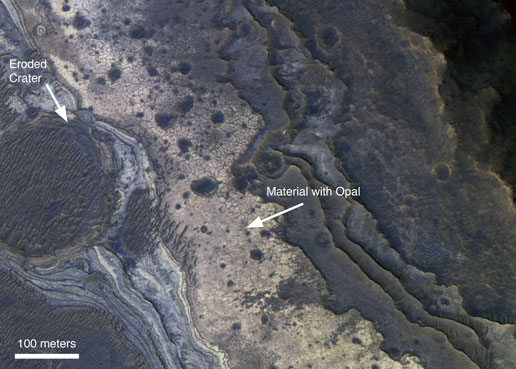 Eroded
Crater
Material with Opal
100 meters